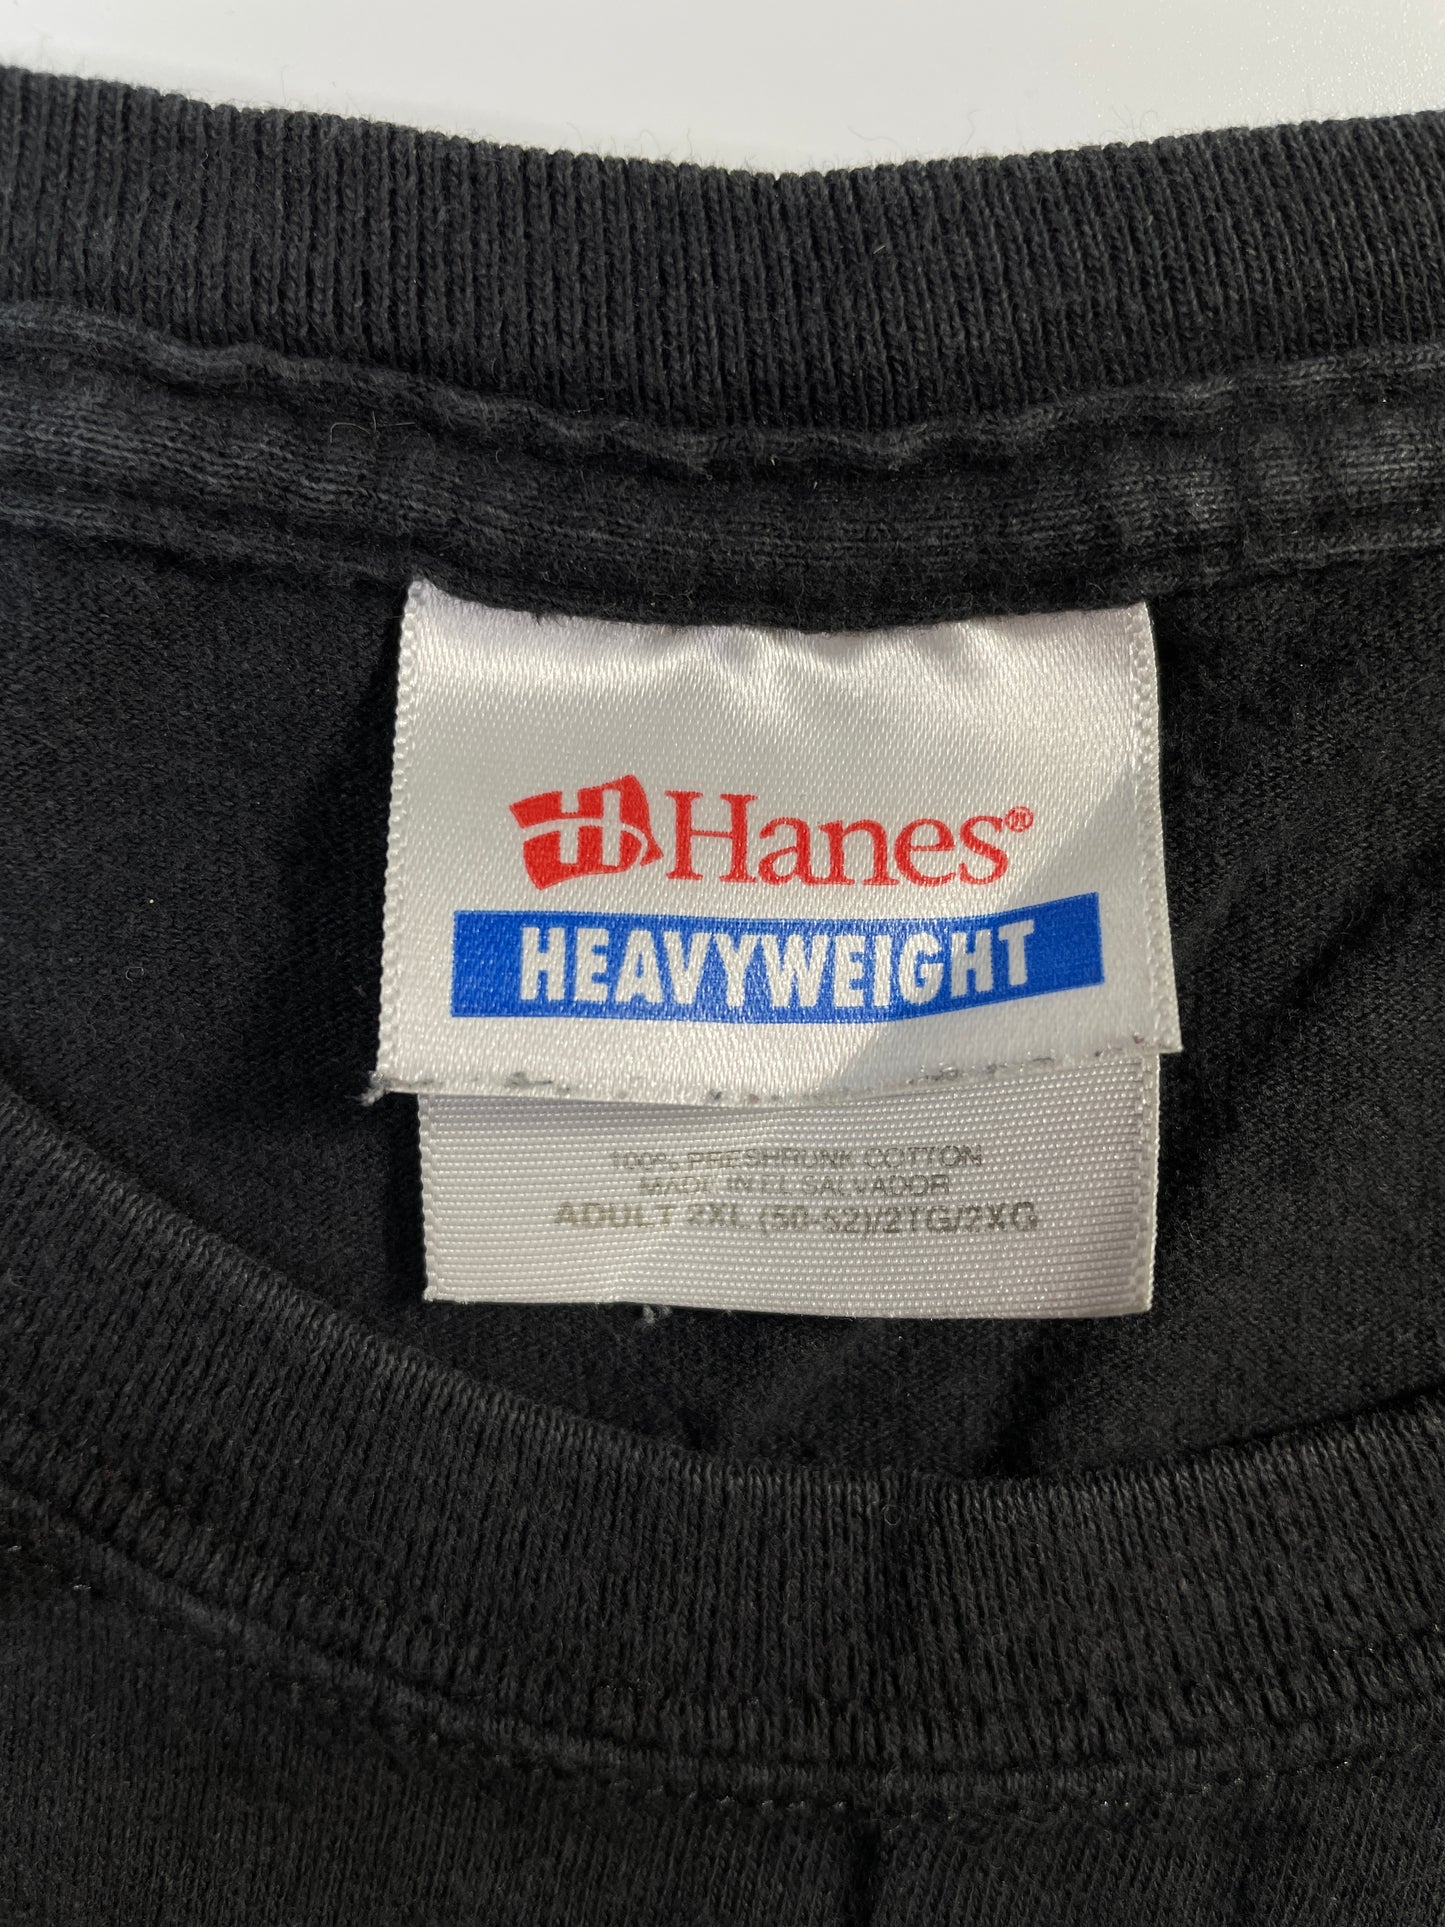 Hanes®
HEAVYWEIGHT
100% PRESHRUNK COTTON
MADE IN EL SALVADOR
ADULT 2XL (50-52)/2TG/2XG